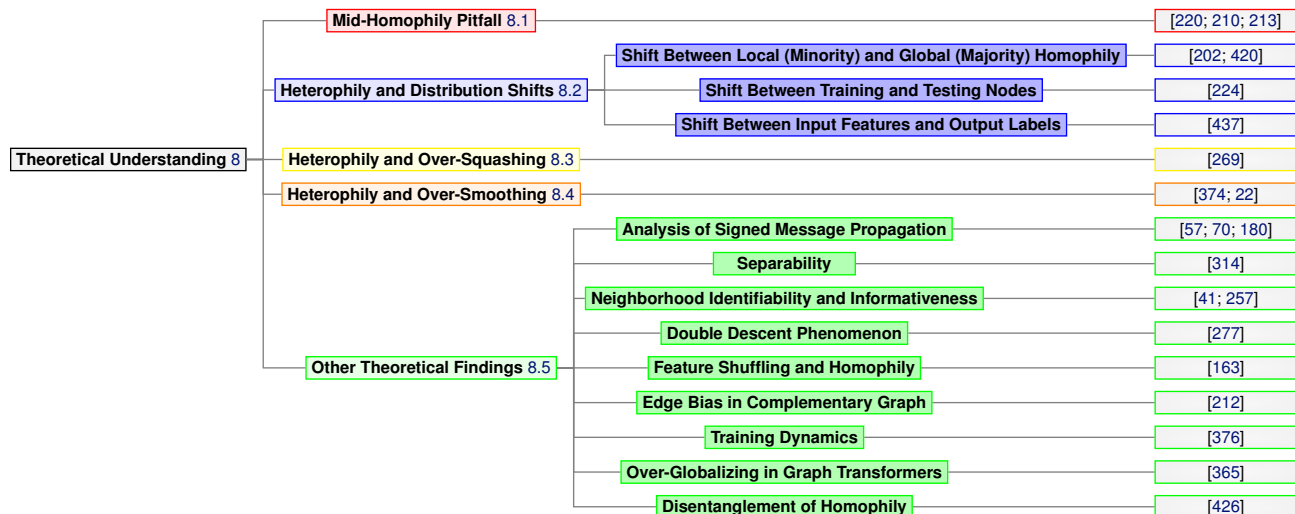 Mid-Homophily Pitfall 8.1
[220; 210; 213]
Shift Between Local (Minority) and Global (Majority) Homophily
[202; 420]
Heterophily and Distribution Shifts 8.2
Shift Between Training and Testing Nodes
[224]
Shift Between Input Features and Output Labels
[437]
Theoretical Understanding 8
Heterophily and Over-Squashing 8.3
[269]
Heterophily and Over-Smoothing 8.4
[374; 22]
Analysis of Signed Message Propagation
[57; 70; 180]
Separability
[314]
Neighborhood Identifiability and Informativeness
[41; 257]
Double Descent Phenomenon
[277]
Other Theoretical Findings 8.5
Feature Shuffling and Homophily
[163]
Edge Bias in Complementary Graph
[212]
Training Dynamics
[376]
Over-Globalizing in Graph Transformers
[365]
Disentanglement of Homophily
[426]